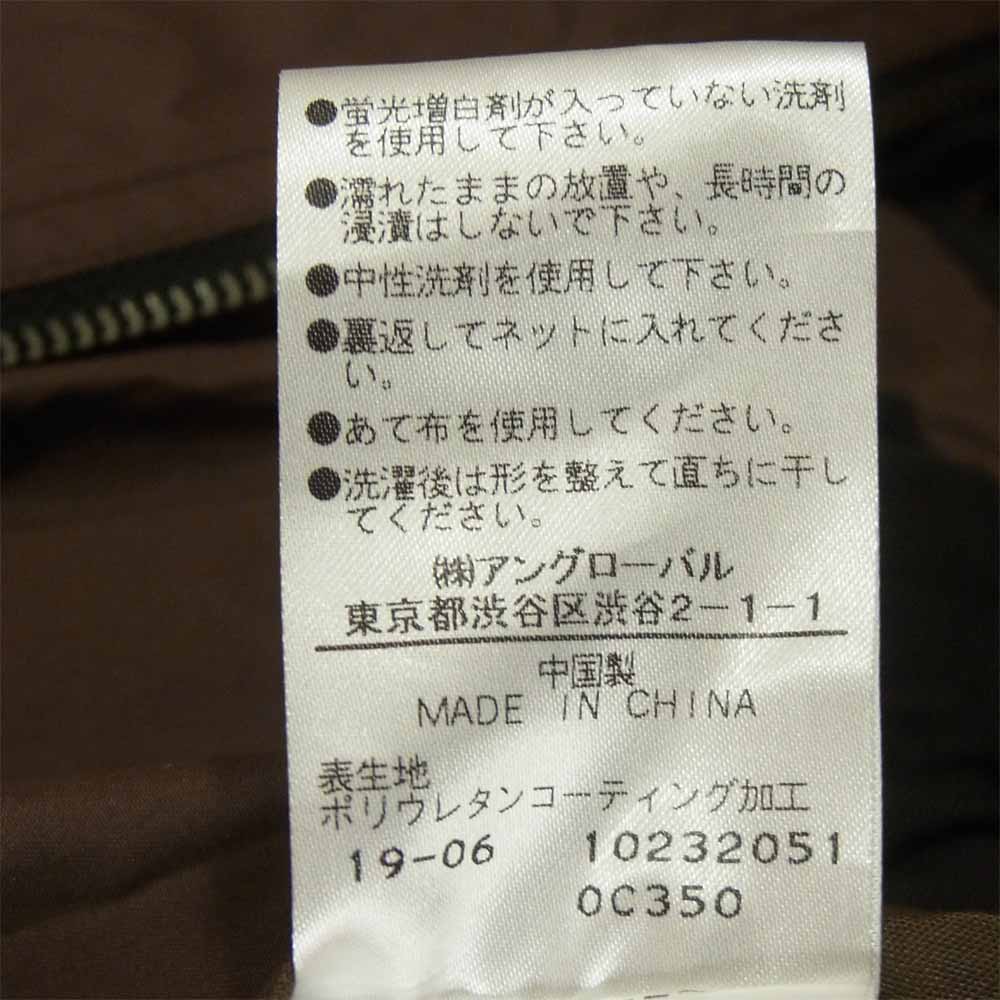 ●蛍光増白剤が入っていない洗剤
を使用して下さい。
●濡れたままの放置や、長時間の
浸漬はしないで下さい。
●中性洗剤を使用して下さい。
●裏返してネットに入れてくださ
い。
●あて布を使用してください。
●洗濯後は形を整えて直ちに干し
てください。
㈱アングローバル
東京都渋谷区渋谷2-1-1
中国製
MADE IN CHINA
表生地
ポリウレタンコーティング加工
19-06 102320510
0C350